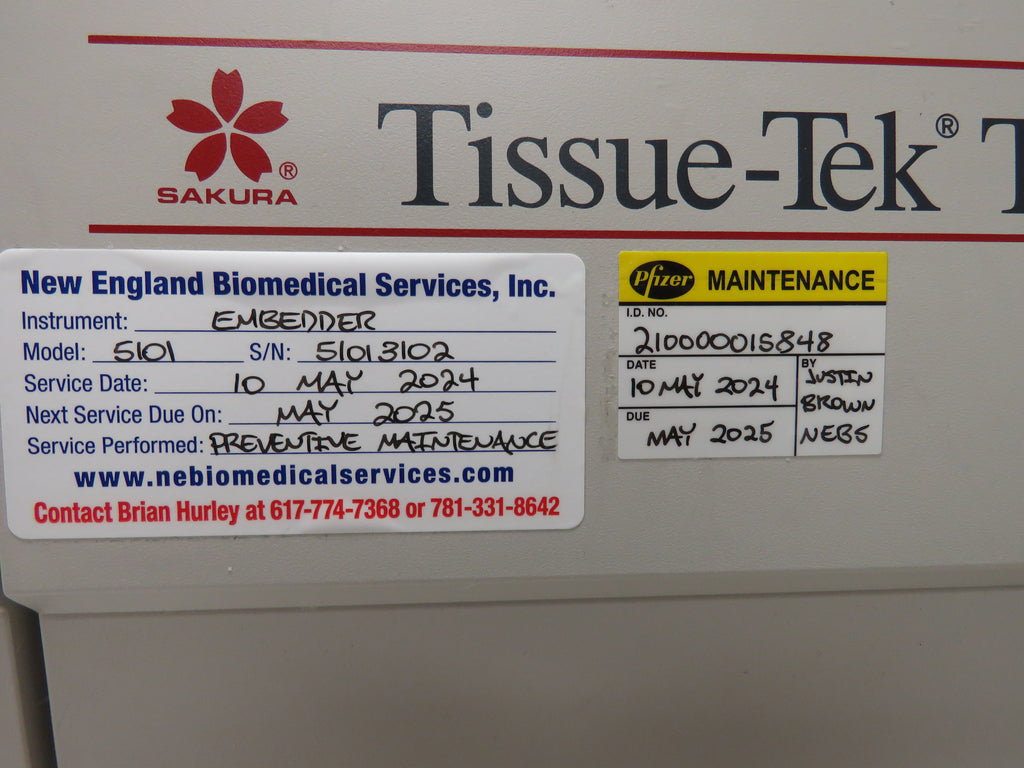 SAKURA®
Tissue-Tek® T
New England Biomedical Services, Inc.
Instrument: EMBEDDER
Model: 5101 S/N: 51013102
Service Date: 10 MAY 2024
Next Service Due On: MAY 2025
Service Performed: PREVENTIVE MAINTENANCE
www.nebiomedicalservices.com
Contact Brian Hurley at 617-774-7368 or 781-331-8642
Pfizer MAINTENANCE
I.D. NO.
210000015848
DATE
10 MAY 2024
BY
JUSTIN
BROWN
NEBS
DUE
MAY 2025